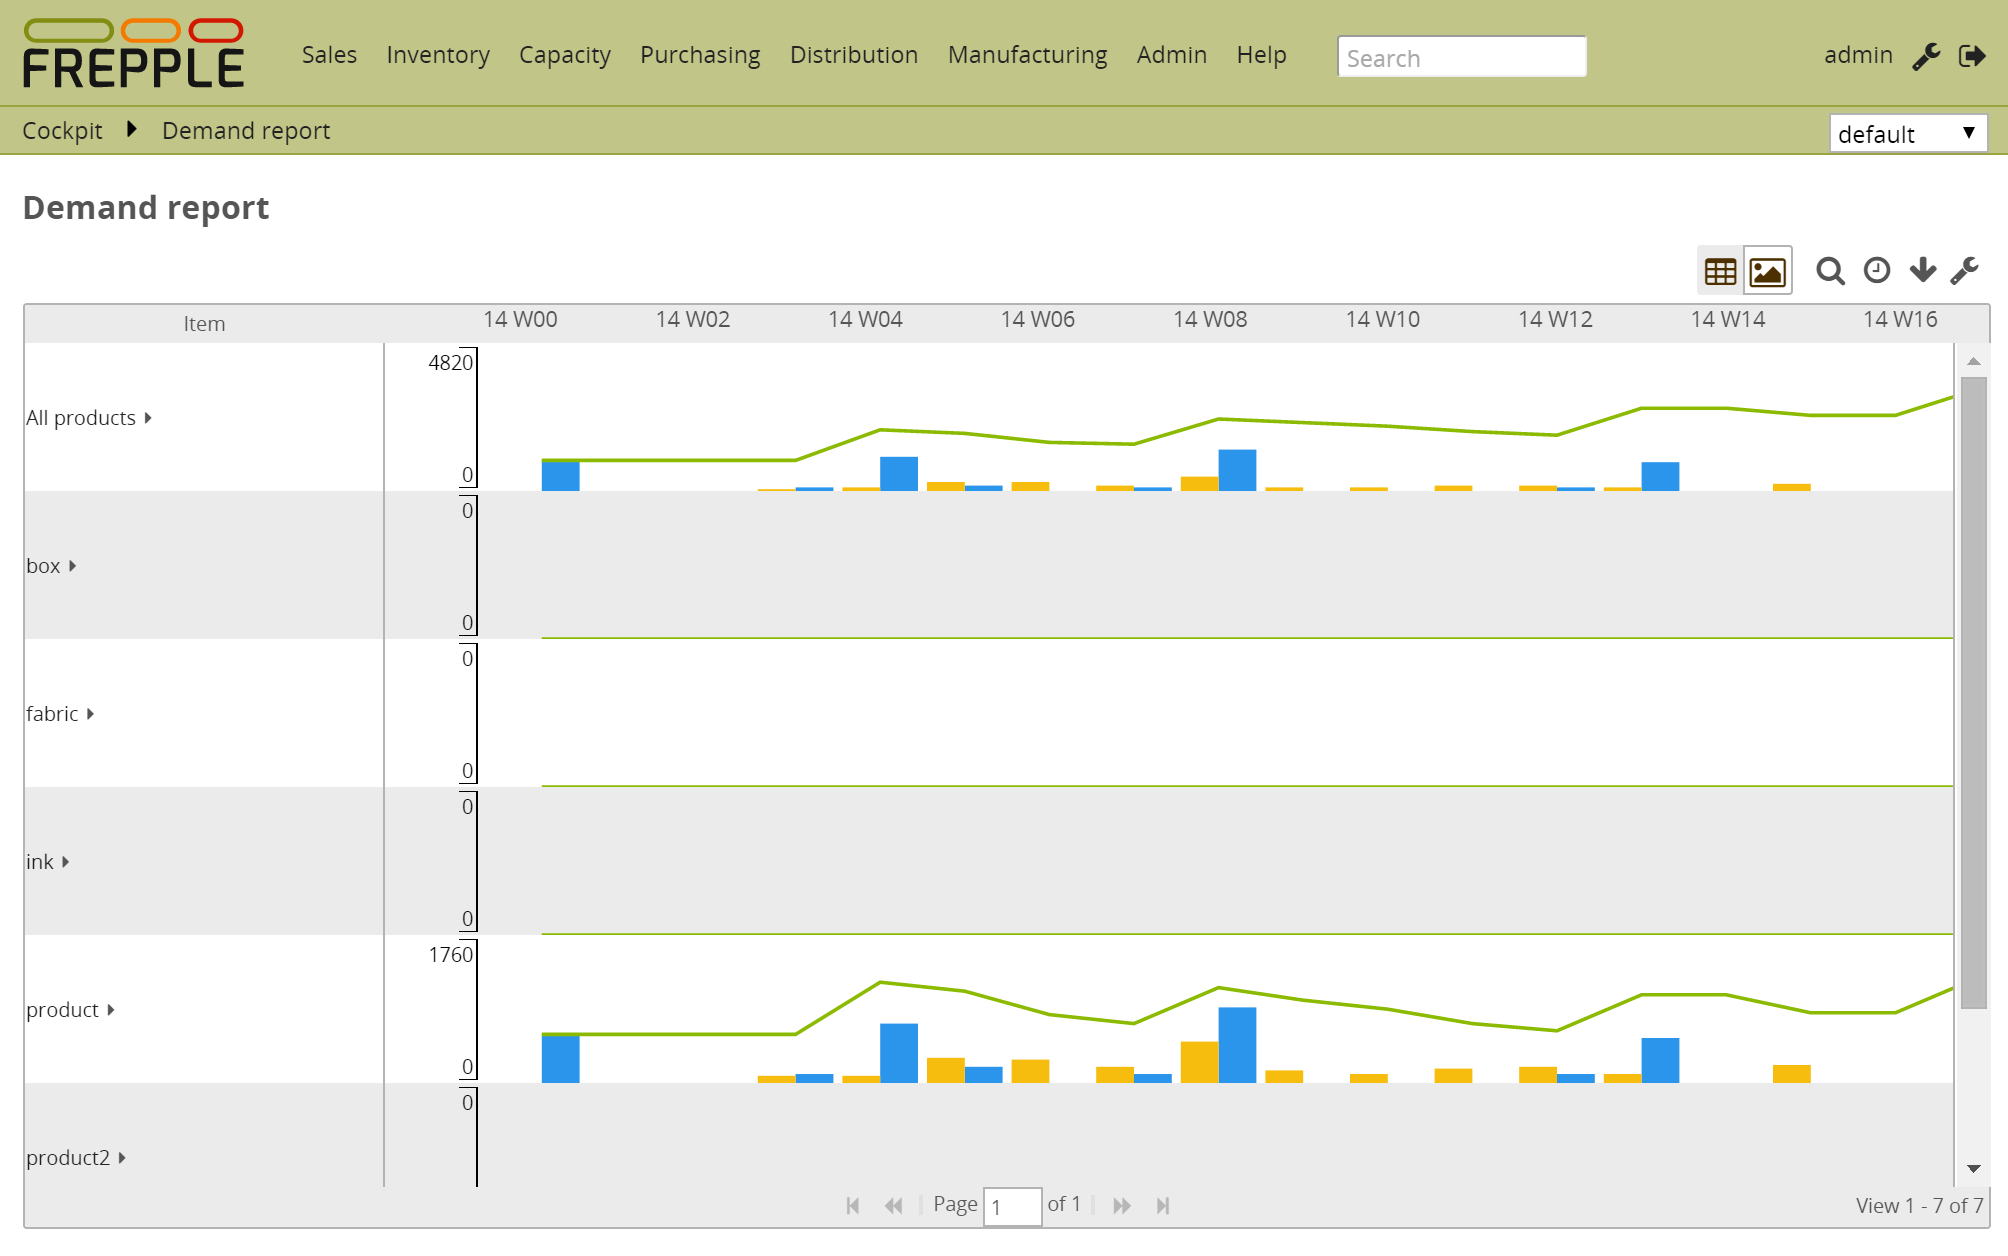 FREPPLE Sales Inventory Capacity Purchasing Distribution Manufacturing Admin Help Search admin
Cockpit Demand report default
Demand report
Item 14 W00 14 W02 14 W04 14 W06 14 W08 14 W10 14 W12 14 W14 14 W16
4820
All products
0
0
box
0
0
fabric
0
0
ink
0
1760
product
0
0
product2
Page 1 of 1 View 1 - 7 of 7